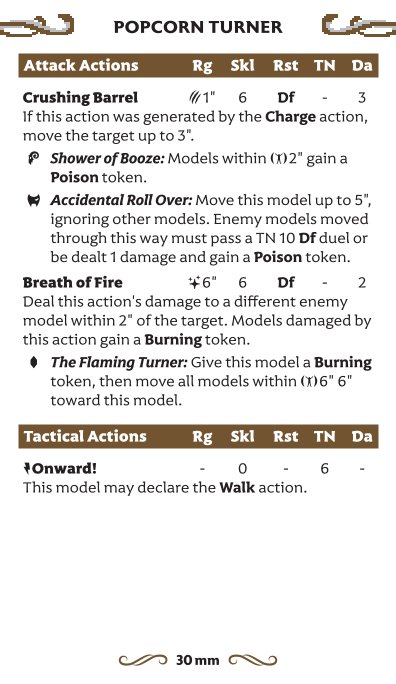 POPCORN TURNER
Attack Actions Rg Skl Rst TN Da
Crushing Barrel 1" 6 Df - 3
If this action was generated by the Charge action,
move the target up to 3".
Shower of Booze: Models within 2" gain a
Poison token.
Accidental Roll Over: Move this model up to 5",
ignoring other models. Enemy models moved
through this way must pass a TN 10 Df duel or
be dealt 1 damage and gain a Poison token.
Breath of Fire 6" 6 Df - 2
Deal this action's damage to a different enemy
model within 2" of the target. Models damaged by
this action gain a Burning token.
The Flaming Turner: Give this model a Burning
token, then move all models within 6" 6"
toward this model.
Tactical Actions Rg Skl Rst TN Da
Onward! - 0 - 6 -
This model may declare the Walk action.
30 mm